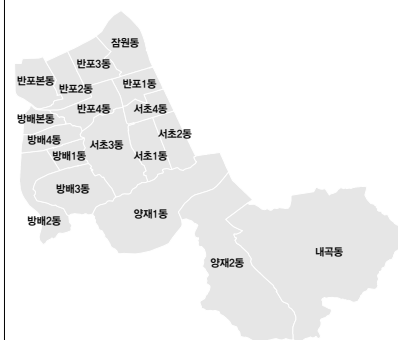 잠원동
반포3동
반포본동
반포2동
반포1동
방배본동
반포4동
서초4동
방배4동
서초3동
서초2동
방배1동
서초1동
방배3동
방배2동
양재1동
양재2동
내곡동